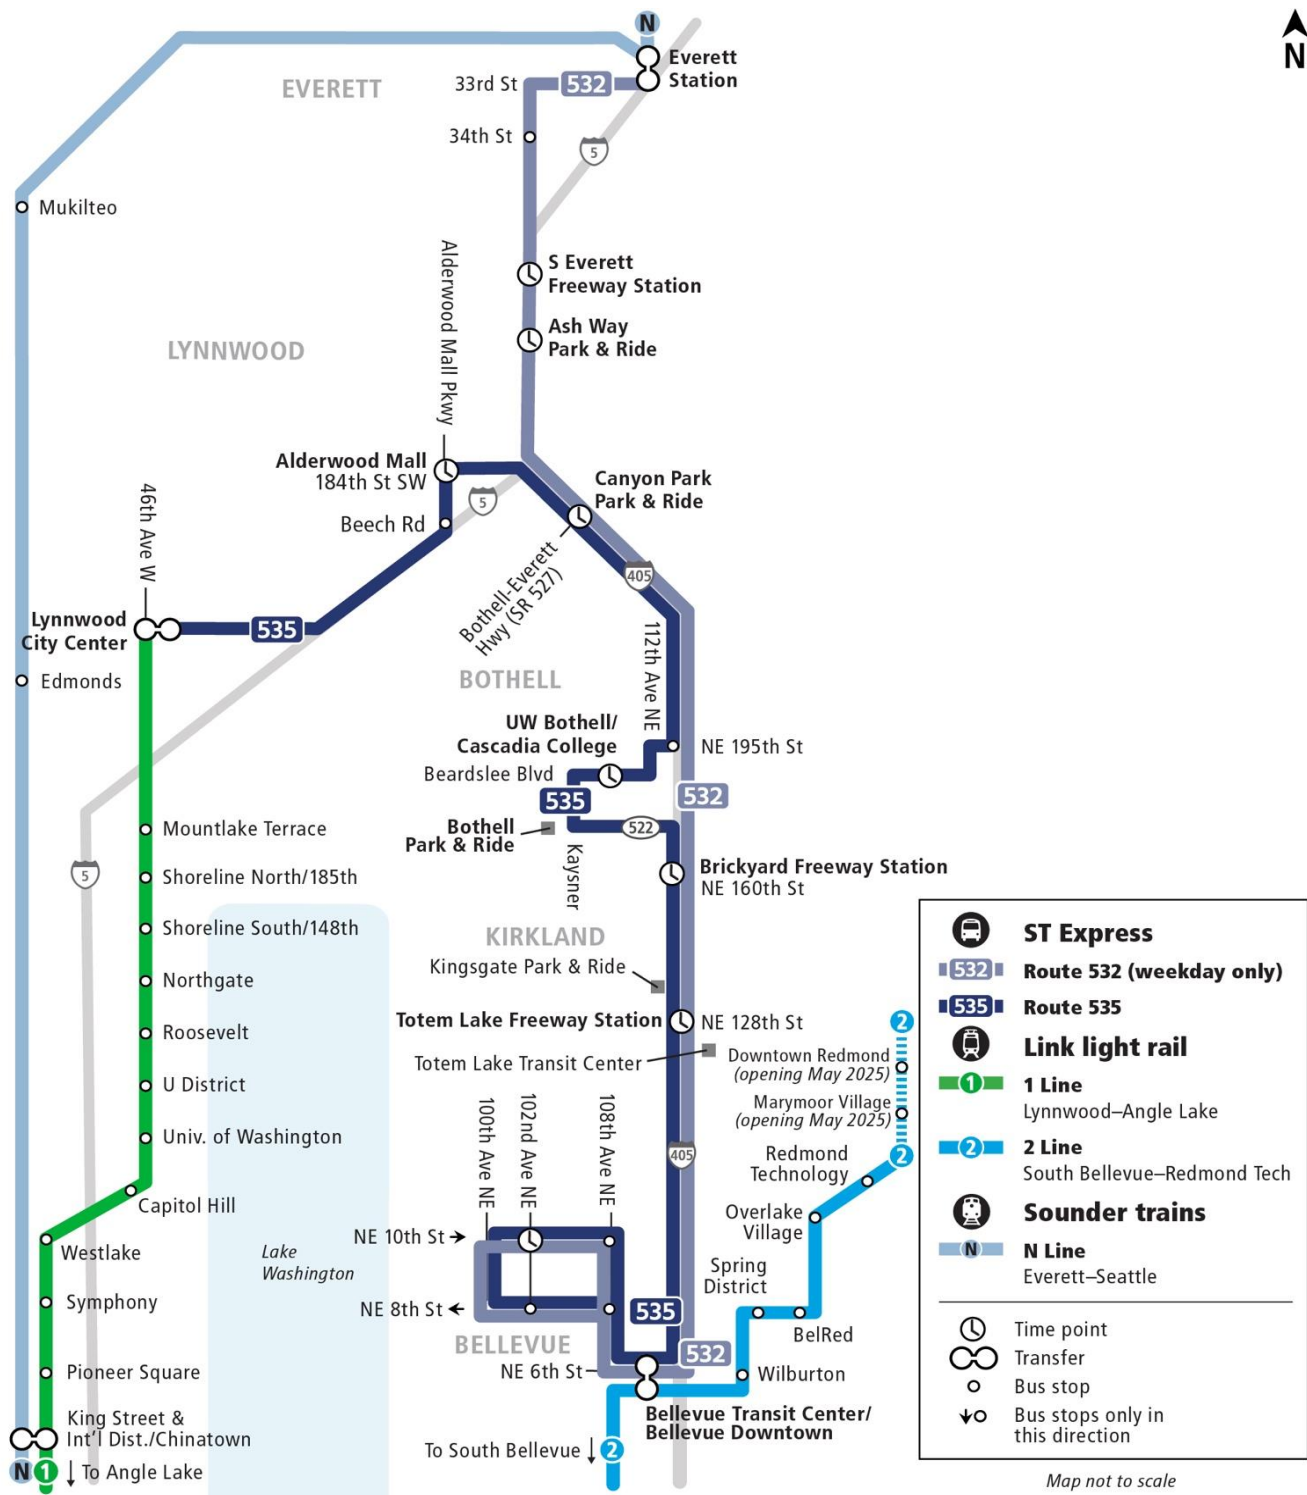 N
N
Everett
Station
33rd St
532
EVERETT
34th St
5
Mukilteo
Alderwood Mall Pkwy
S Everett
Freeway Station
Ash Way
Park & Ride
LYNNWOOD
Alderwood Mall
184th St SW
Canyon Park
Park & Ride
5
46th Ave W
Beech Rd
Bothell-Everett
Hwy (SR 527)
405
Lynnwood
City Center
535
112th Ave NE
Edmonds
BOTHELL
UW Bothell/
Cascadia College
NE 195th St
Beardslee Blvd
535
532
Mountlake Terrace
Bothell
Park & Ride
522
Kaysner
5
Shoreline North/185th
Brickyard Freeway Station
NE 160th St
Shoreline South/148th
KIRKLAND
Northgate
Kingsgate Park & Ride
Roosevelt
Totem Lake Freeway Station
NE 128th St
2
Totem Lake Transit Center
Downtown Redmond
(opening May 2025)
U District
100th Ave NE
102nd Ave NE
108th Ave NE
Marymoor Village
(opening May 2025)
Univ. of Washington
405
Redmond
Technology
2
Capitol Hill
Overlake
Village
NE 10th St
Westlake
Lake
Washington
Spring
District
Symphony
NE 8th St
535
BelRed
BELLEVUE
532
NE 6th St
Wilburton
Pioneer Square
Bellevue Transit Center/
Bellevue Downtown
King Street &
Int'l Dist./Chinatown
To South Bellevue
2
N
1
To Angle Lake
ST Express
532
Route 532 (weekday only)
535
Route 535
Link light rail
1
1 Line
Lynnwood–Angle Lake
2
2 Line
South Bellevue–Redmond Tech
Sounder trains
N
N Line
Everett–Seattle
Time point
Transfer
Bus stop
Bus stops only in
this direction
Map not to scale